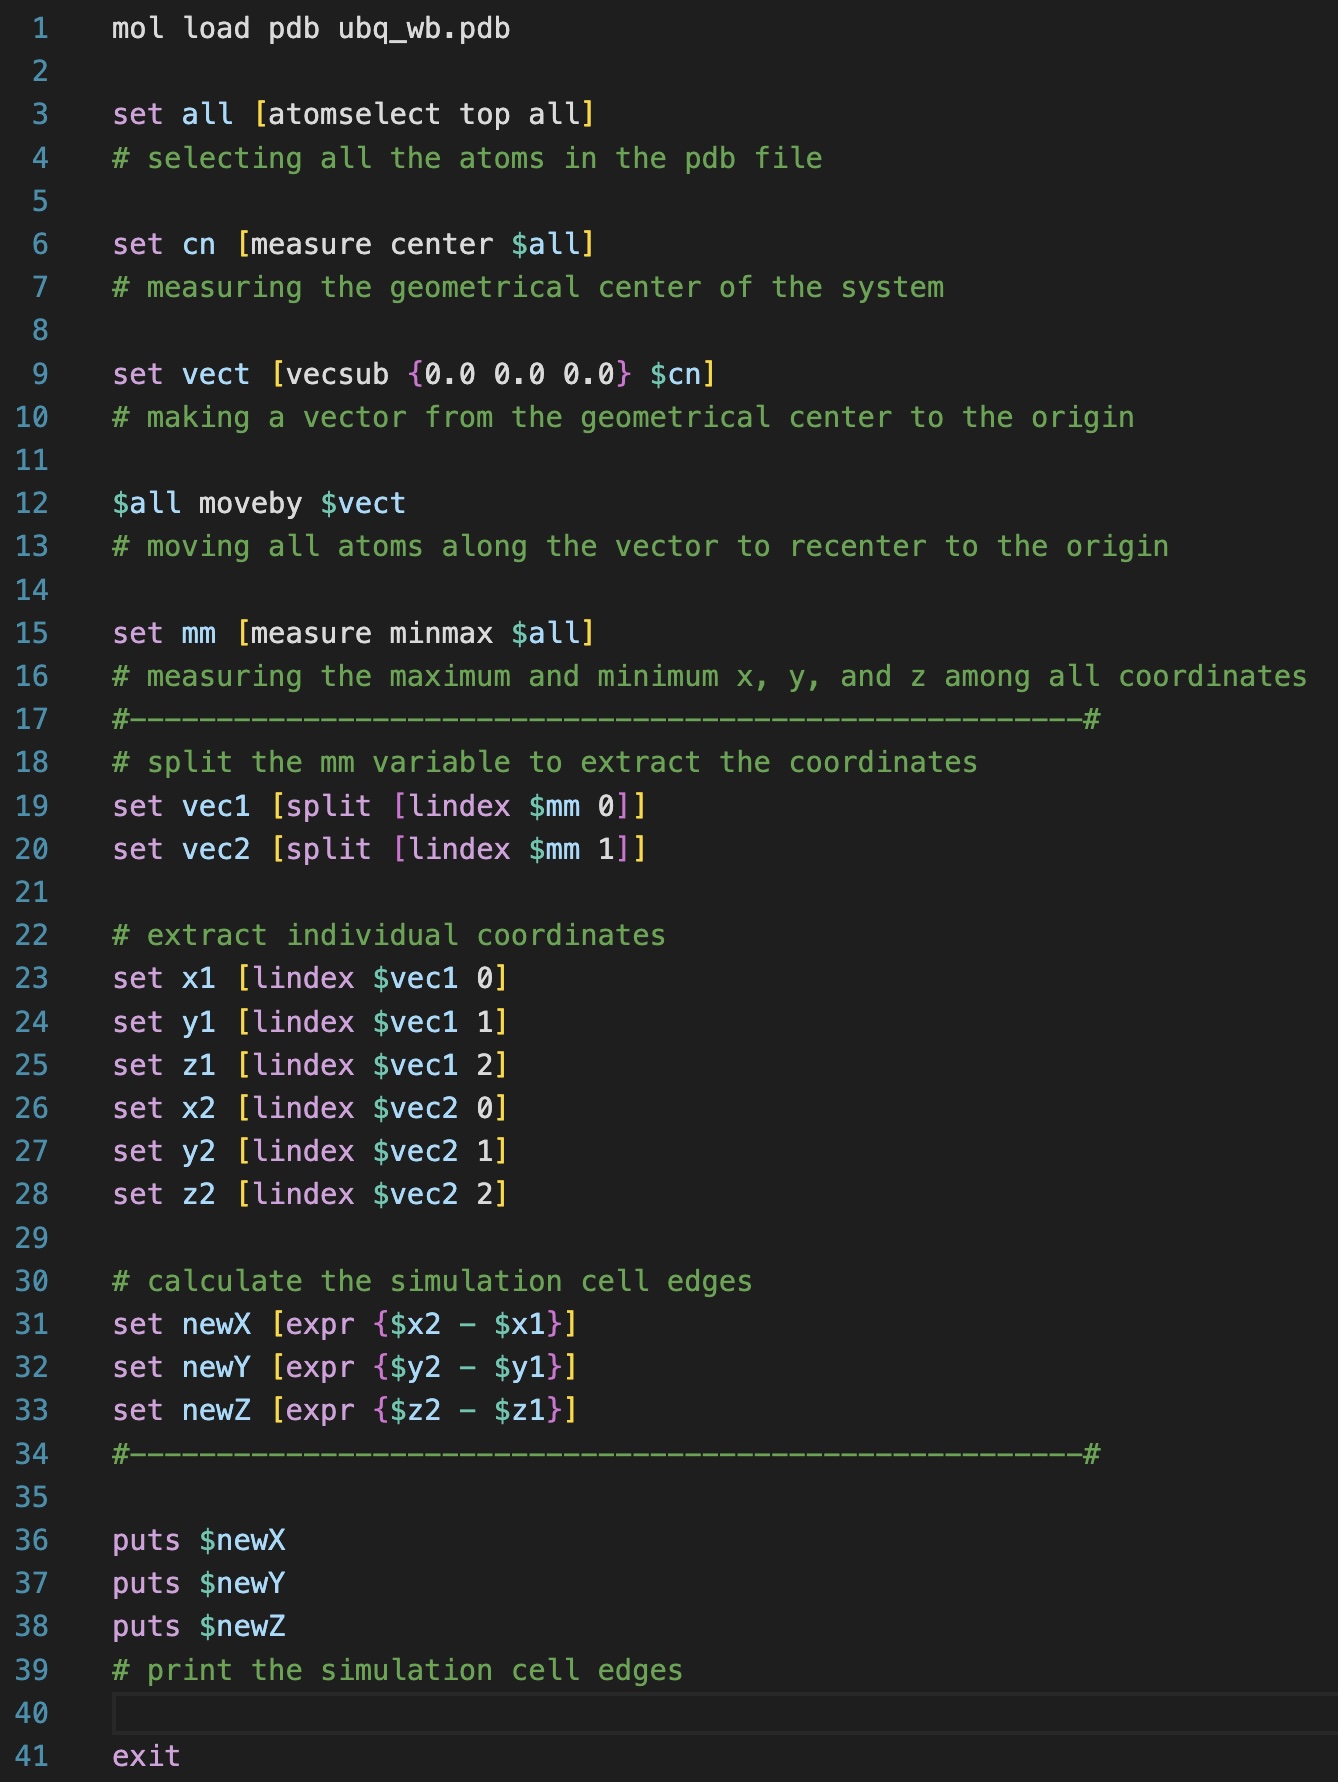 1 mol load pdb ubq_wb.pdb
2
3 set all [atomselect top all]
4 # selecting all the atoms in the pdb file
5
6 set cn [measure center $all]
7 # measuring the geometrical center of the system
8
9 set vect [vecsub {0.0 0.0 0.0} $cn]
10 # making a vector from the geometrical center to the origin
11
12 $all moveby $vect
13 # moving all atoms along the vector to recenter to the origin
14
15 set mm [measure minmax $all]
16 # measuring the maximum and minimum x, y, and z among all coordinates
17 #-------------------------------------------------------#
18 # split the mm variable to extract the coordinates
19 set vec1 [split [lindex $mm 0]]
20 set vec2 [split [lindex $mm 1]]
21
22 # extract individual coordinates
23 set x1 [lindex $vec1 0]
24 set y1 [lindex $vec1 1]
25 set z1 [lindex $vec1 2]
26 set x2 [lindex $vec2 0]
27 set y2 [lindex $vec2 1]
28 set z2 [lindex $vec2 2]
29
30 # calculate the simulation cell edges
31 set newX [expr {$x2 - $x1}]
32 set newY [expr {$y2 - $y1}]
33 set newZ [expr {$z2 - $z1}]
34 #-------------------------------------------------------#
35
36 puts $newX
37 puts $newY
38 puts $newZ
39 # print the simulation cell edges
40
41 exit